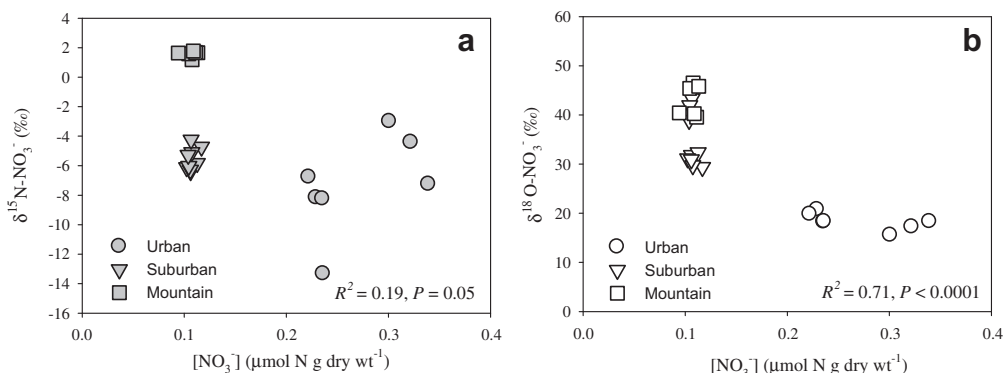 a
4
2
0
-2
-4
-6
-8
-10
-12
-14
-16
δ¹⁵N-NO₃⁻ (‰)
Urban
Suburban
Mountain
R² = 0.19, P = 0.05
0.0 0.1 0.2 0.3 0.4
[NO₃⁻] (μmol N g dry wt⁻¹)
b
60
50
40
30
20
10
0
δ¹⁸O-NO₃⁻ (‰)
Urban
Suburban
Mountain
R² = 0.71, P < 0.0001
0.0 0.1 0.2 0.3 0.4
[NO₃⁻] (μmol N g dry wt⁻¹)